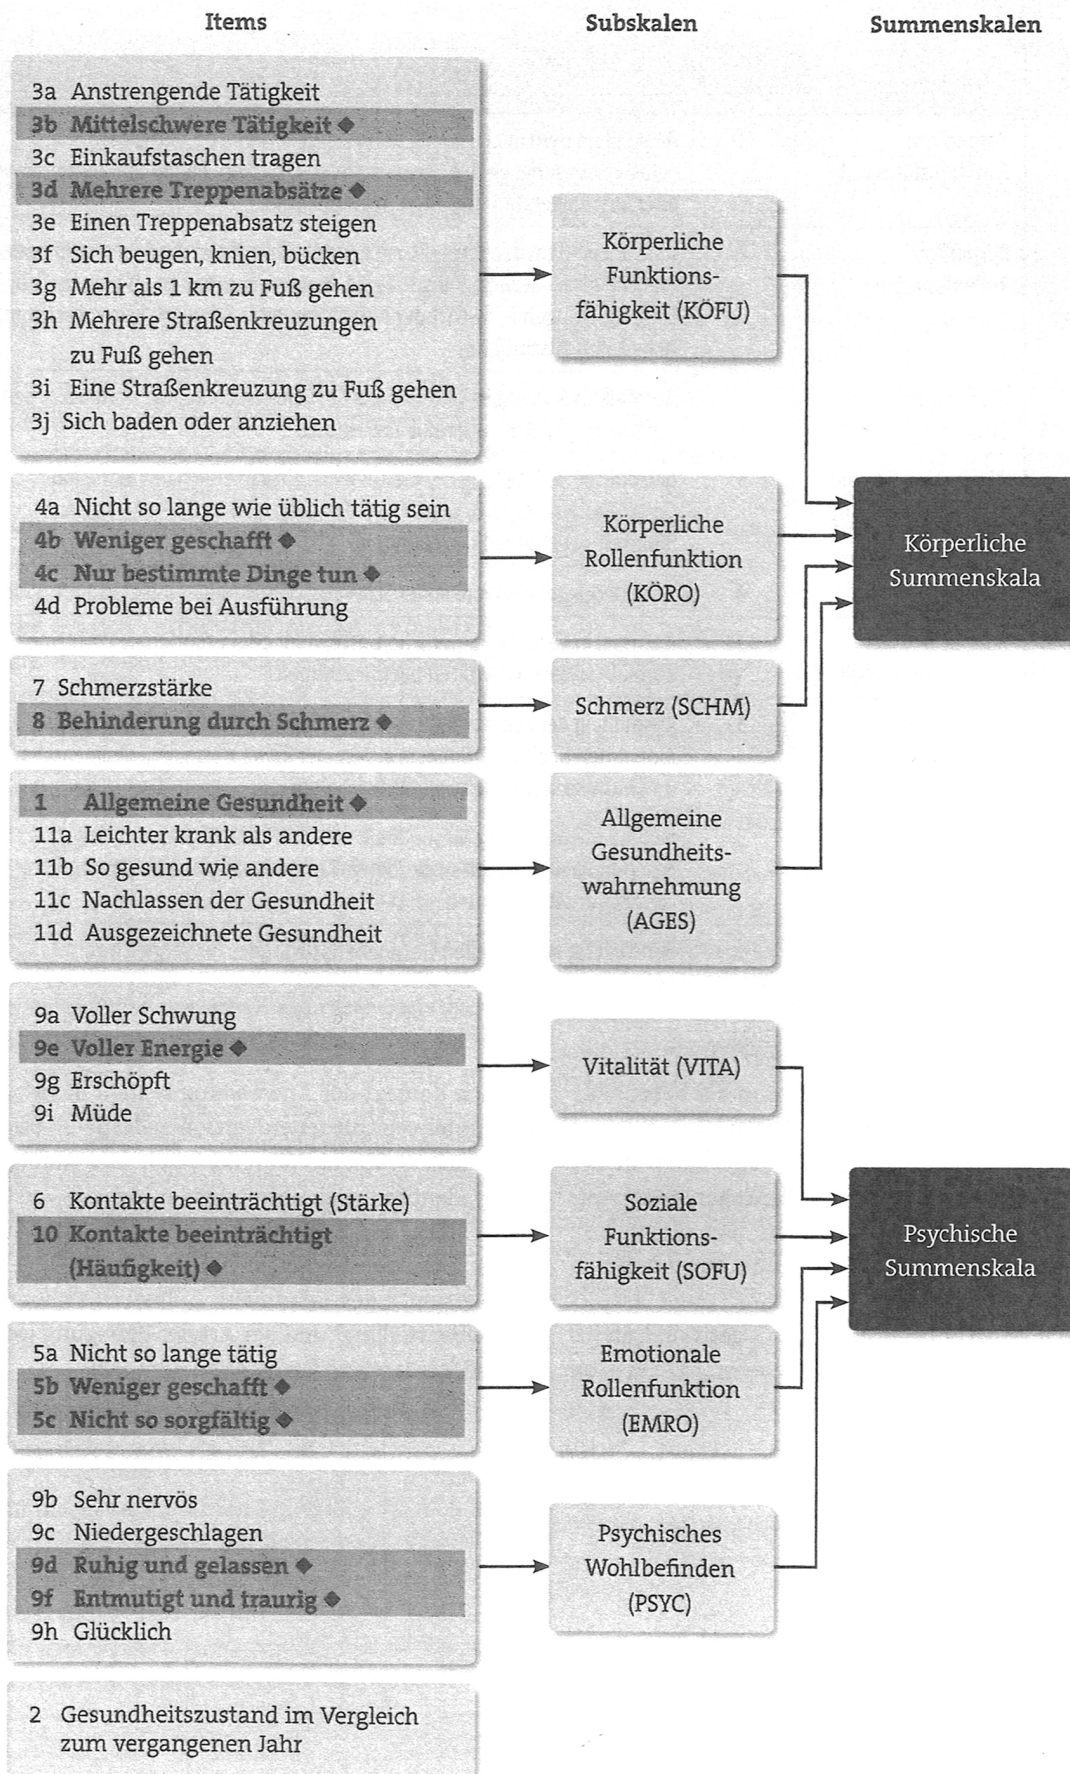 Items
Subskalen
Summenskalen
3a Anstrengende Tätigkeit
3b Mittelschwere Tätigkeit ◆
3c Einkaufstaschen tragen
3d Mehrere Treppenabsätze ◆
3e Einen Treppenabsatz steigen
3f Sich beugen, knien, bücken
3g Mehr als 1 km zu Fuß gehen
3h Mehrere Straßenkreuzungen
zu Fuß gehen
3i Eine Straßenkreuzung zu Fuß gehen
3j Sich baden oder anziehen
Körperliche
Funktions-
fähigkeit (KÖFU)
4a Nicht so lange wie üblich tätig sein
4b Weniger geschafft ◆
4c Nur bestimmte Dinge tun ◆
4d Probleme bei Ausführung
Körperliche
Rollenfunktion
(KÖRO)
Körperliche
Summenskala
7 Schmerzstärke
8 Behinderung durch Schmerz ◆
Schmerz (SCHM)
1 Allgemeine Gesundheit ◆
11a Leichter krank als andere
11b So gesund wie andere
11c Nachlassen der Gesundheit
11d Ausgezeichnete Gesundheit
Allgemeine
Gesundheits-
wahrnehmung
(AGES)
9a Voller Schwung
9e Voller Energie ◆
9g Erschöpft
9i Müde
Vitalität (VITA)
6 Kontakte beeinträchtigt (Stärke)
10 Kontakte beeinträchtigt
(Häufigkeit) ◆
Soziale
Funktions-
fähigkeit (SOFU)
Psychische
Summenskala
5a Nicht so lange tätig
5b Weniger geschafft ◆
5c Nicht so sorgfältig ◆
Emotionale
Rollenfunktion
(EMRO)
9b Sehr nervös
9c Niedergeschlagen
9d Ruhig und gelassen ◆
9f Entmutigt und traurig ◆
9h Glücklich
Psychisches
Wohlbefinden
(PSYC)
2 Gesundheitszustand im Vergleich
zum vergangenen Jahr